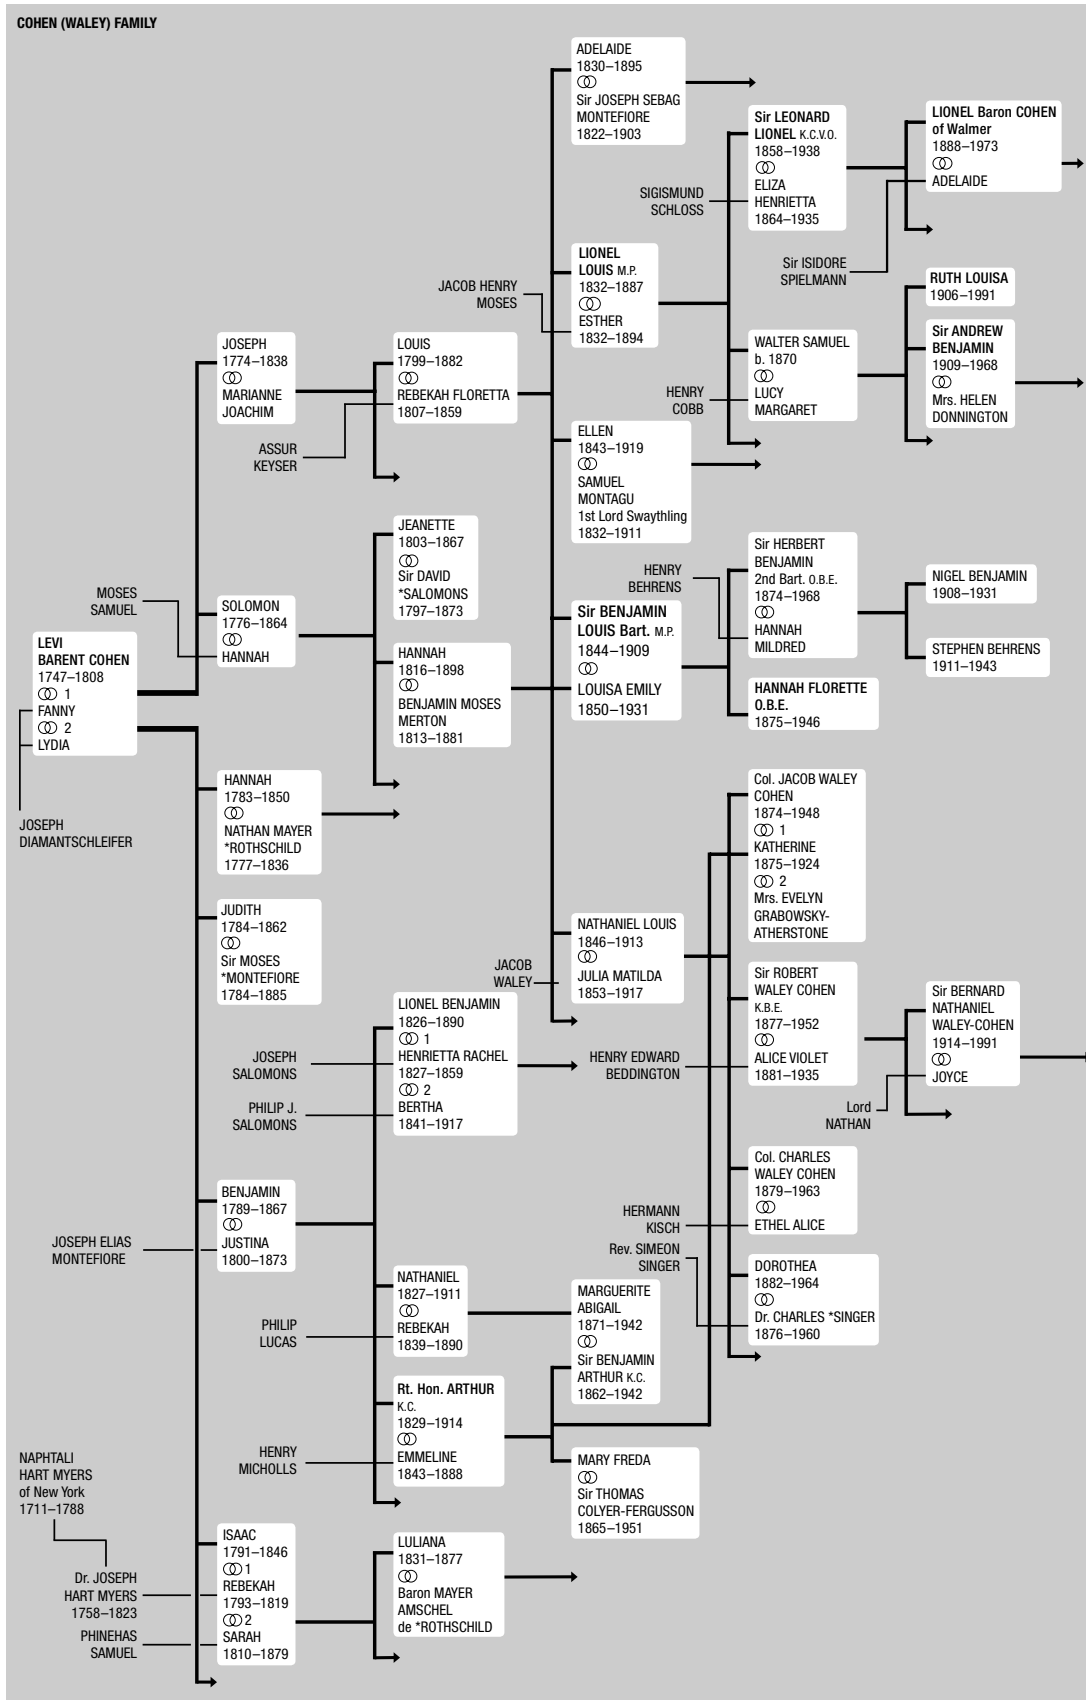 COHEN (WALEY) FAMILY
LEVI
BARENT COHEN
1747–1808
1
FANNY
2
LYDIA
JOSEPH
DIAMANTSCHLEIFER
JOSEPH
1774–1838
MARIANNE
JOACHIM
MOSES
SAMUEL
SOLOMON
1776–1864
HANNAH
HANNAH
1783–1850
NATHAN MAYER
*ROTHSCHILD
1777–1836
JUDITH
1784–1862
Sir MOSES
*MONTEFIORE
1784–1885
JOSEPH ELIAS
MONTEFIORE
BENJAMIN
1789–1867
JUSTINA
1800–1873
NAPHTALI
HART MYERS
of New York
1711–1788
Dr. JOSEPH
HART MYERS
1758–1823
PHINEHAS
SAMUEL
ISAAC
1791–1846
1
REBEKAH
1793–1819
2
SARAH
1810–1879
ASSUR
KEYSER
LOUIS
1799–1882
REBEKAH FLORETTA
1807–1859
JEANETTE
1803–1867
Sir DAVID
*SALOMONS
1797–1873
HANNAH
1816–1898
BENJAMIN MOSES
MERTON
1813–1881
JOSEPH
SALOMONS
PHILIP J.
SALOMONS
LIONEL BENJAMIN
1826–1890
1
HENRIETTA RACHEL
1827–1859
2
BERTHA
1841–1917
PHILIP
LUCAS
NATHANIEL
1827–1911
REBEKAH
1839–1890
HENRY
MICHOLLS
Rt. Hon. ARTHUR
K.C.
1829–1914
EMMELINE
1843–1888
LULIANA
1831–1877
Baron MAYER
AMSCHEL
de *ROTHSCHILD
ADELAIDE
1830–1895
Sir JOSEPH SEBAG
MONTEFIORE
1822–1903
JACOB HENRY
MOSES
LIONEL
LOUIS M.P.
1832–1887
ESTHER
1832–1894
ELLEN
1843–1919
SAMUEL
MONTAGU
1st Lord Swaythling
1832–1911
Sir BENJAMIN
LOUIS Bart. M.P.
1844–1909
LOUISA EMILY
1850–1931
JACOB
WALEY
NATHANIEL LOUIS
1846–1913
JULIA MATILDA
1853–1917
MARGUERITE
ABIGAIL
1871–1942
Sir BENJAMIN
ARTHUR K.C.
1862–1942
MARY FREDA
Sir THOMAS
COLYER-FERGUSSON
1865–1951
SIGISMUND
SCHLOSS
Sir LEONARD
LIONEL K.C.V.O.
1858–1938
ELIZA
HENRIETTA
1864–1935
HENRY
COBB
WALTER SAMUEL
b. 1870
LUCY
MARGARET
HENRY
BEHRENS
Sir HERBERT
BENJAMIN
2nd Bart. O.B.E.
1874–1968
HANNAH
MILDRED
HANNAH FLORETTE
O.B.E.
1875–1946
Col. JACOB WALEY
COHEN
1874–1948
1
KATHERINE
1875–1924
2
Mrs. EVELYN
GRABOWSKY-
ATHERSTONE
HENRY EDWARD
BEDDINGTON
Sir ROBERT
WALEY COHEN
K.B.E.
1877–1952
ALICE VIOLET
1881–1935
HERMANN
KISCH
Col. CHARLES
WALEY COHEN
1879–1963
ETHEL ALICE
Rev. SIMEON
SINGER
DOROTHEA
1882–1964
Dr. CHARLES *SINGER
1876–1960
Sir ISIDORE
SPIELMANN
LIONEL Baron COHEN
of Walmer
1888–1973
ADELAIDE
RUTH LOUISA
1906–1991
Sir ANDREW
BENJAMIN
1909–1968
Mrs. HELEN
DONNINGTON
NIGEL BENJAMIN
1908–1931
STEPHEN BEHRENS
1911–1943
Lord
NATHAN
Sir BERNARD
NATHANIEL
WALEY-COHEN
1914–1991
JOYCE